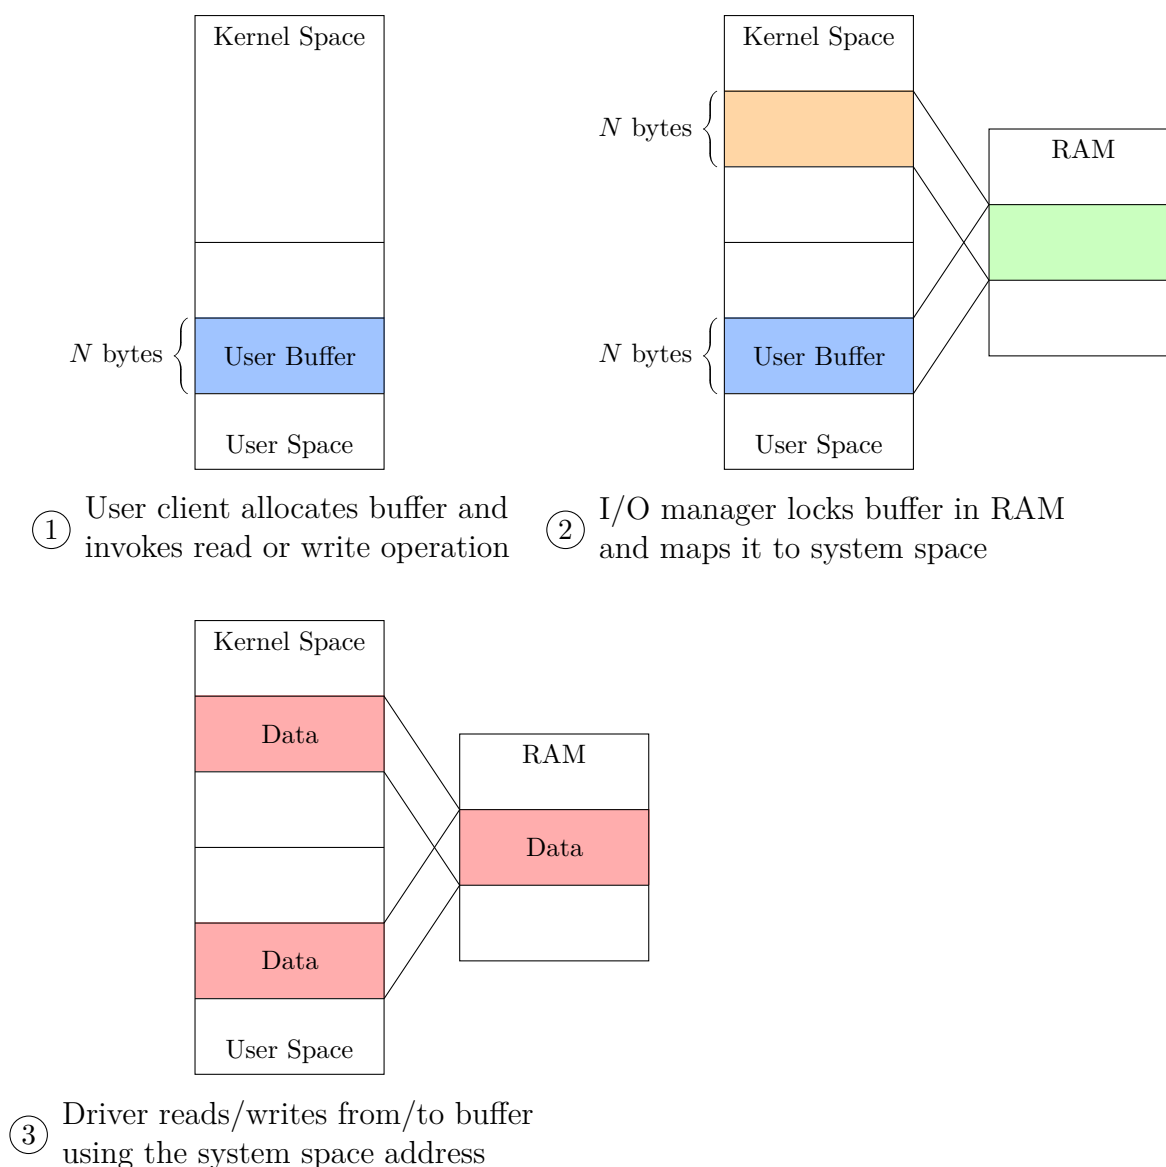 Kernel Space
N bytes
User Buffer
User Space
1 User client allocates buffer and
invokes read or write operation
Kernel Space
N bytes
RAM
N bytes
User Buffer
User Space
2 I/O manager locks buffer in RAM
and maps it to system space
Kernel Space
Data
RAM
Data
Data
User Space
3 Driver reads/writes from/to buffer
using the system space address